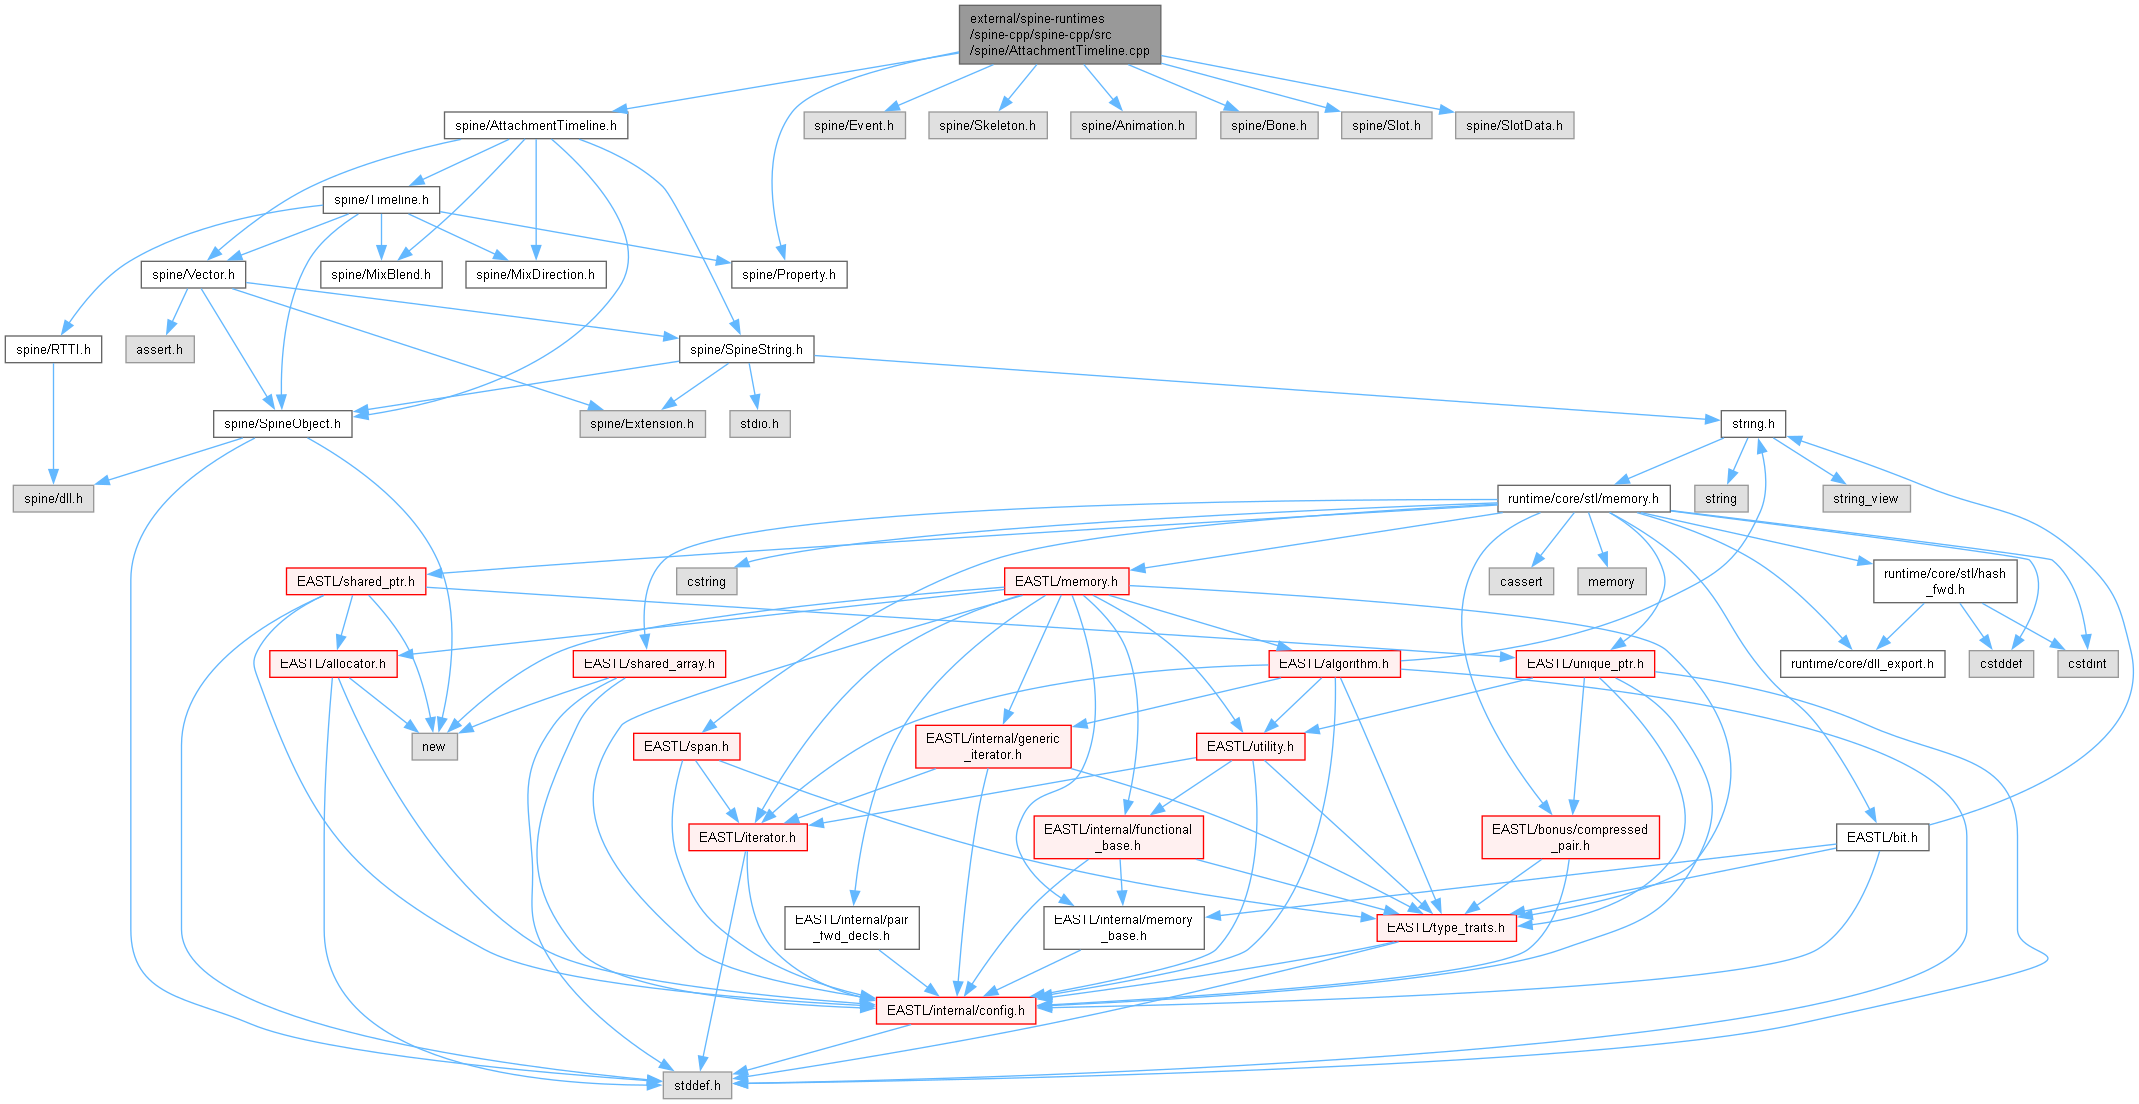 external/spine-runtimes
/spine-cpp/spine-cpp/src
/spine/AttachmentTimeline.cpp
spine/AttachmentTimeline.h
spine/Event.h
spine/Skeleton.h
spine/Animation.h
spine/Bone.h
spine/Slot.h
spine/SlotData.h
spine/Timeline.h
spine/Vector.h
spine/MixBlend.h
spine/MixDirection.h
spine/Property.h
spine/RTTI.h
assert.h
spine/SpineString.h
spine/SpineObject.h
spine/Extension.h
stdio.h
string.h
spine/dll.h
runtime/core/stl/memory.h
string
string_view
EASTL/shared_ptr.h
cstring
EASTL/memory.h
cassert
memory
runtime/core/stl/hash
_fwd.h
EASTL/allocator.h
EASTL/shared_array.h
EASTL/algorithm.h
EASTL/unique_ptr.h
runtime/core/dll_export.h
cstddef
cstdint
new
EASTL/span.h
EASTL/internal/generic
_iterator.h
EASTL/utility.h
EASTL/iterator.h
EASTL/internal/functional
_base.h
EASTL/bonus/compressed
_pair.h
EASTL/bit.h
EASTL/internal/pair
_fwd_decls.h
EASTL/internal/memory
_base.h
EASTL/type_traits.h
EASTL/internal/config.h
stddef.h